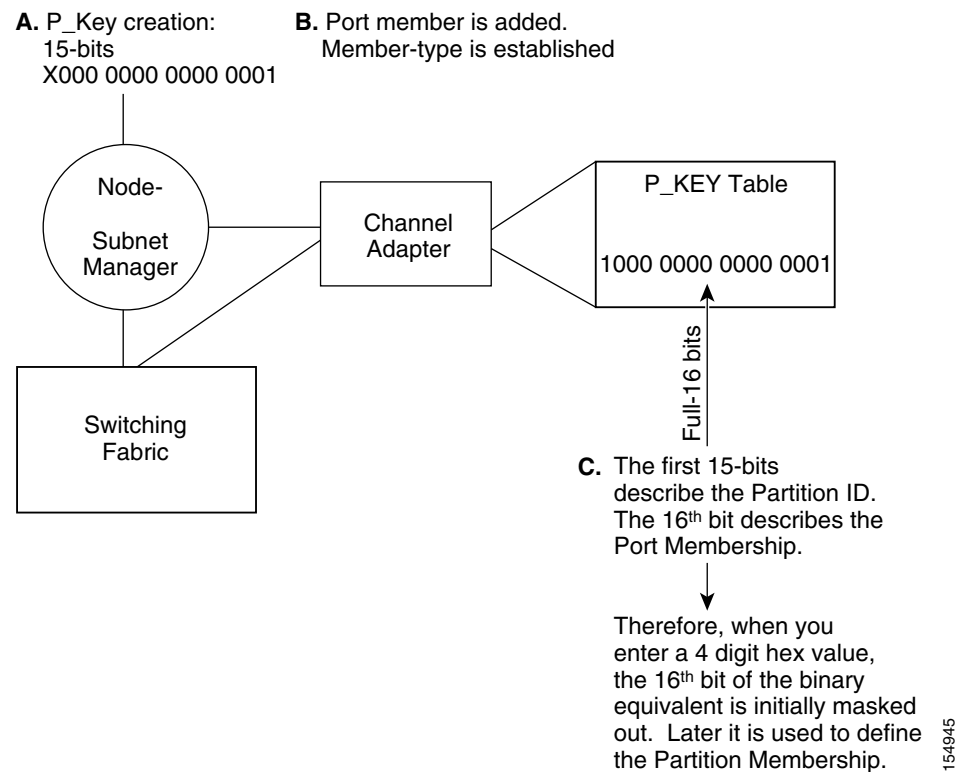 A. P_Key creation:
15-bits
X000 0000 0000 0001
B. Port member is added.
Member-type is established
Node-
Subnet
Manager
Channel
Adapter
P_KEY Table
1000 0000 0000 0001
Switching
Fabric
Full-16 bits
C. The first 15-bits
describe the Partition ID.
The 16th bit describes the
Port Membership.
Therefore, when you
enter a 4 digit hex value,
the 16th bit of the binary
equivalent is initially masked
out. Later it is used to define
the Partition Membership.
154945